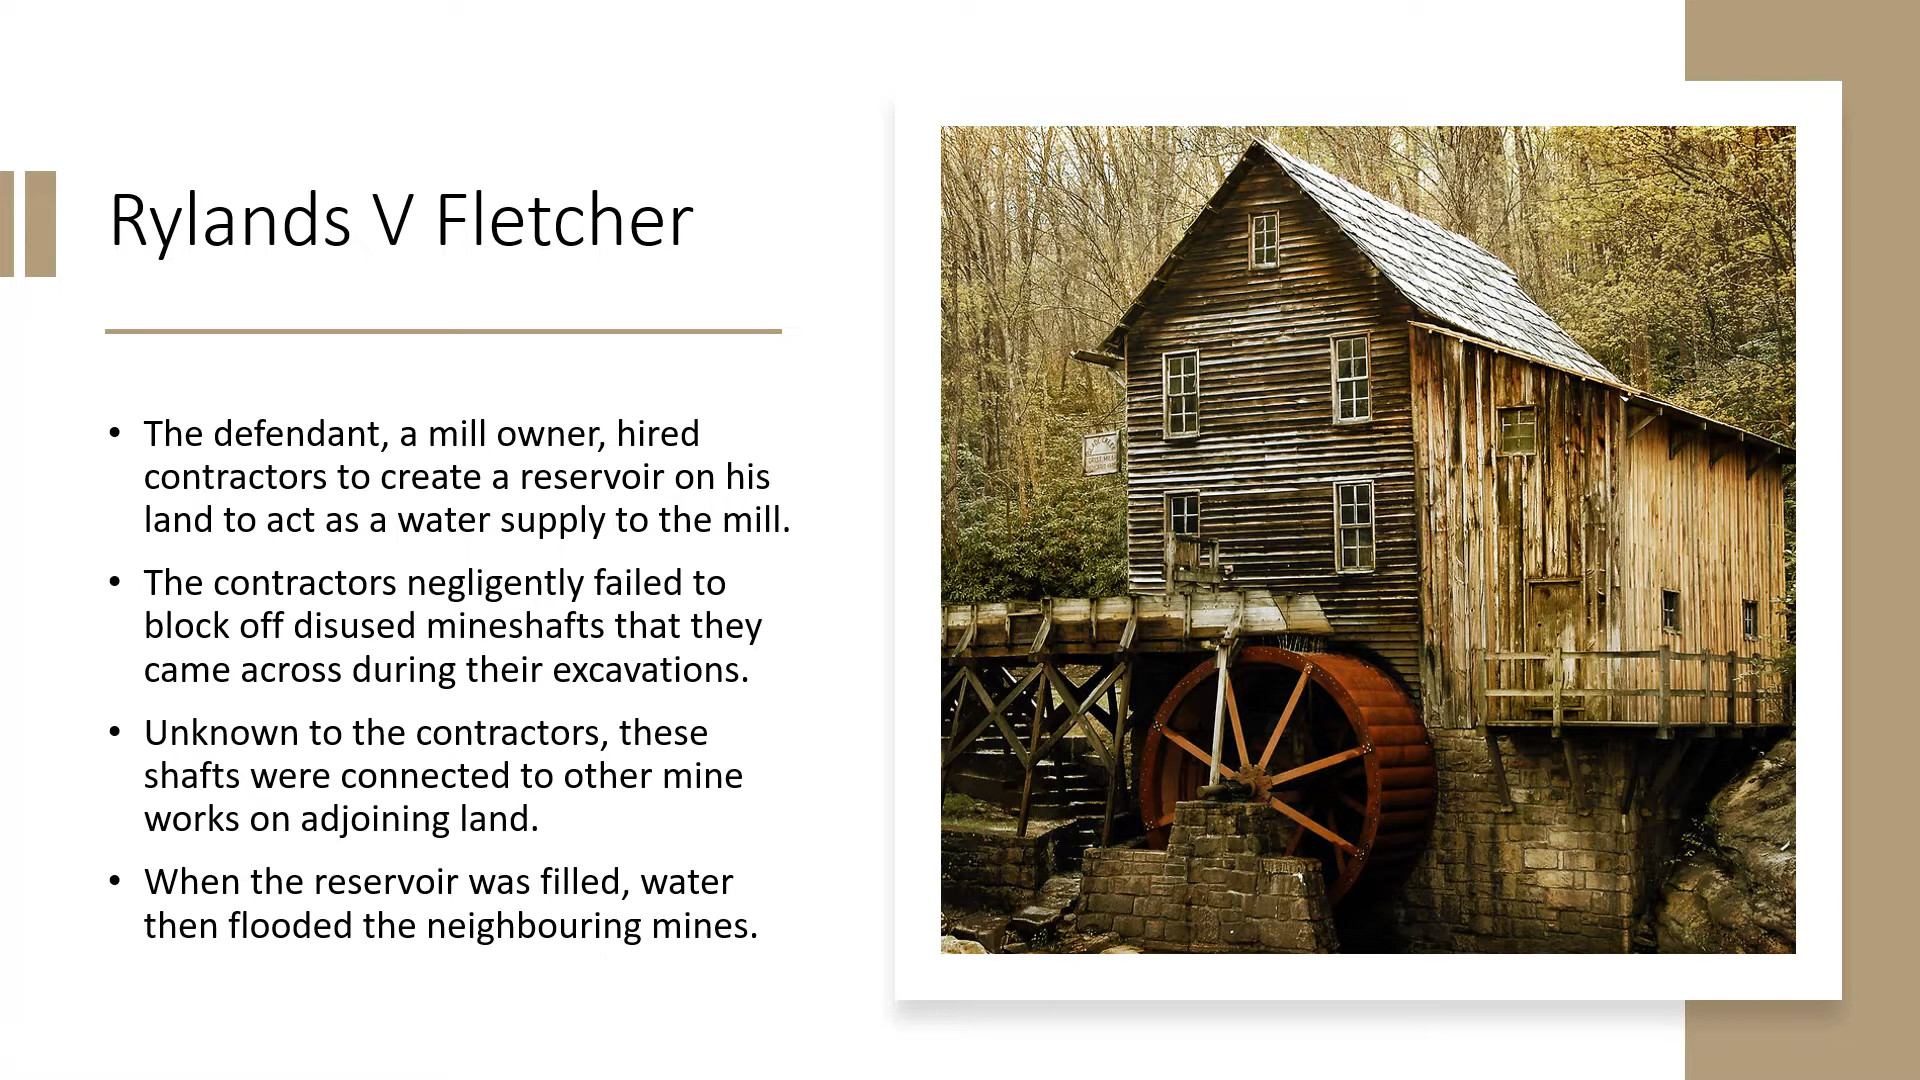 Rylands V Fletcher
• The defendant, a mill owner, hired
contractors to create a reservoir on his
land to act as a water supply to the mill.
• The contractors negligently failed to
block off disused mineshafts that they
came across during their excavations.
• Unknown to the contractors, these
shafts were connected to other mine
works on adjoining land.
• When the reservoir was filled, water
then flooded the neighbouring mines.